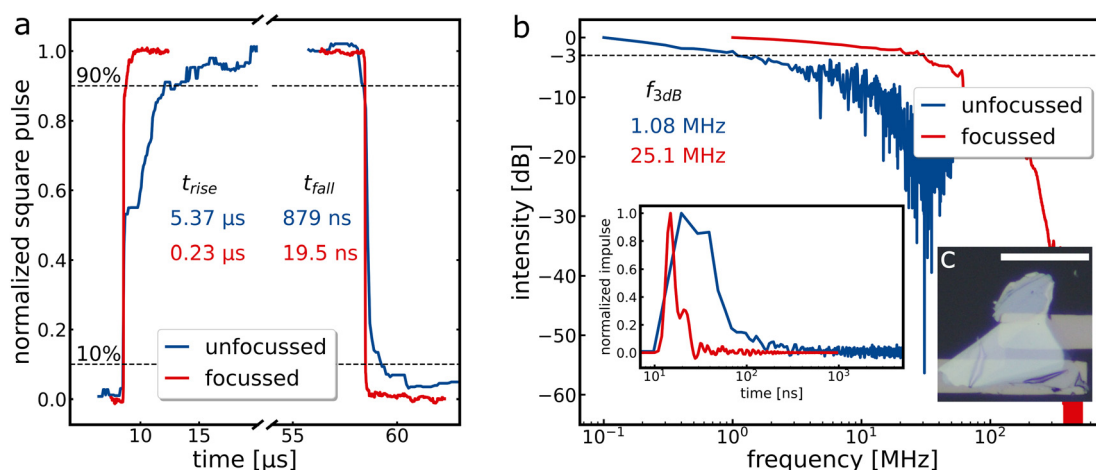 a
normalized square pulse
1.0
0.8
0.6
0.4
0.2
0.0
90%
10%
t_rise
t_fall
5.37 µs
879 ns
0.23 µs
19.5 ns
unfocussed
focussed
10
15
55
60
time [µs]
b
intensity [dB]
0
−3
−10
−20
−30
−40
−50
−60
f_3dB
1.08 MHz
25.1 MHz
unfocussed
focussed
normalized impulse
1.0
0.8
0.6
0.4
0.2
0.0
10¹
10²
10³
time [ns]
c
10⁻¹
10⁰
10¹
10²
frequency [MHz]